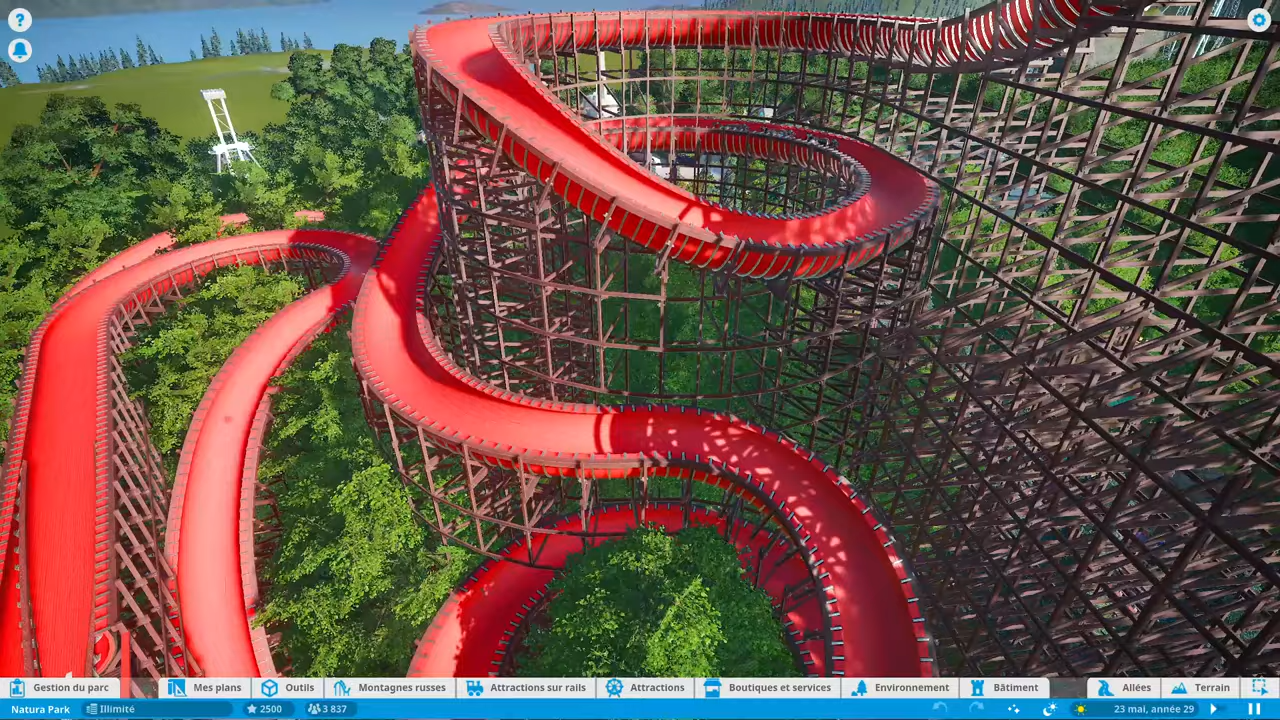 ?
Gestion du parc
Mes plans
Outils
Montagnes russes
Attractions sur rails
Attractions
Boutiques et services
Environnement
Bâtiment
Allées
Terrain
Natura Park
Illimité
2500
3 837
23 mai, année 29